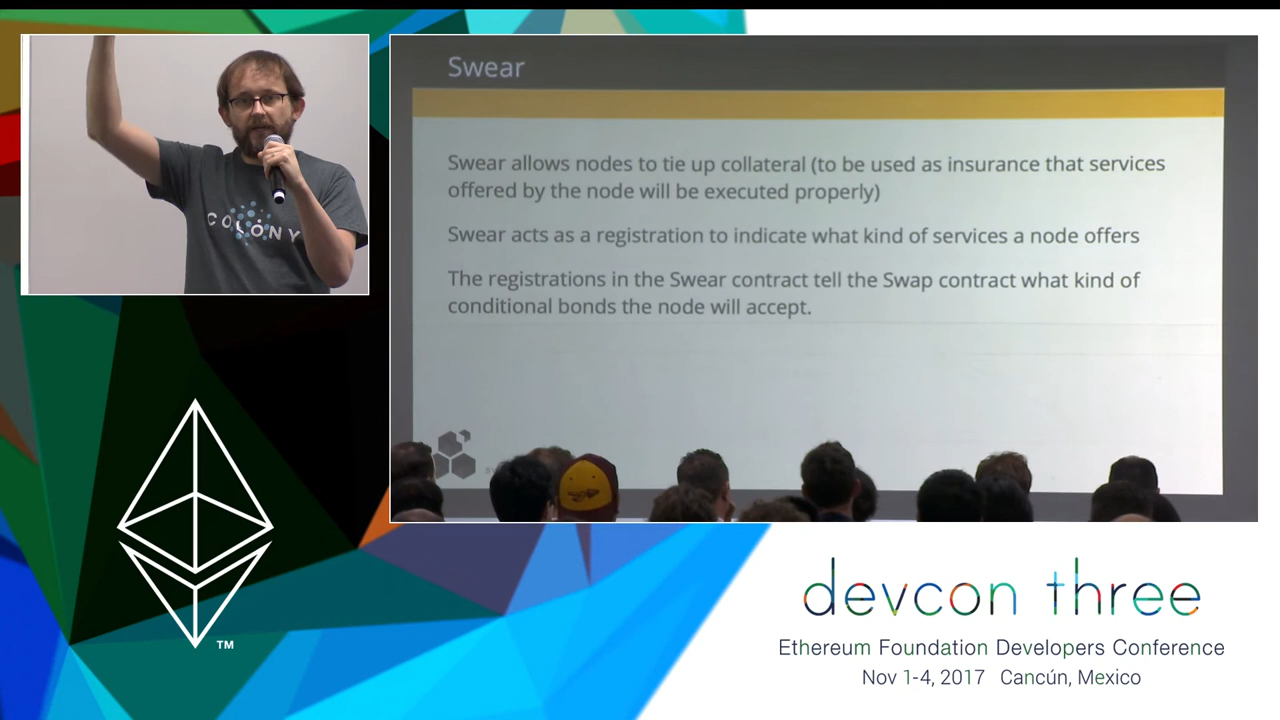 Swear
Swear allows nodes to tie up collateral (to be used as insurance that services
offered by the node will be executed properly)
Swear acts as a registration to indicate what kind of services a node offers
The registrations in the Swear contract tell the Swap contract what kind of
conditional bonds the node will accept.
COLONY
TM
devcon three
Ethereum Foundation Developers Conference
Nov 1-4, 2017 Cancún, Mexico